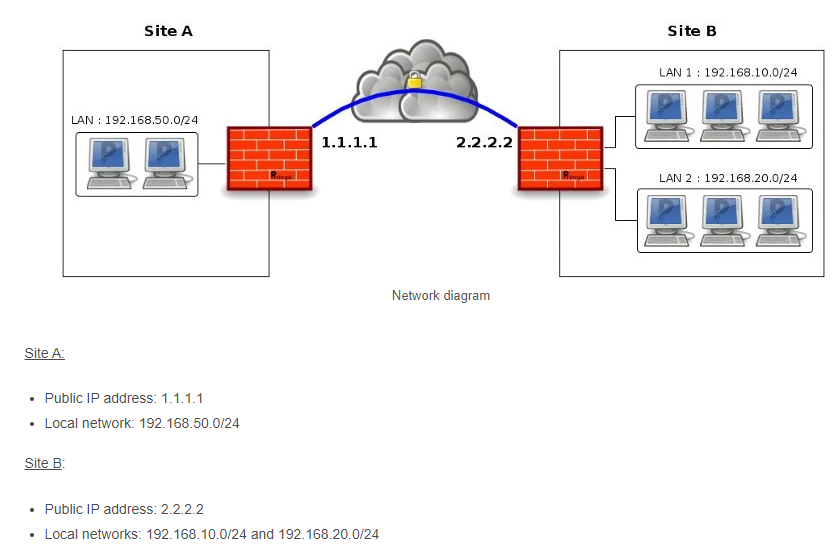 Site A
Site B
LAN 1 : 192.168.10.0/24
LAN : 192.168.50.0/24
1.1.1.1
2.2.2.2
LAN 2 : 192.168.20.0/24
Network diagram
Site A:
Public IP address: 1.1.1.1
Local network: 192.168.50.0/24
Site B:
Public IP address: 2.2.2.2
Local networks: 192.168.10.0/24 and 192.168.20.0/24